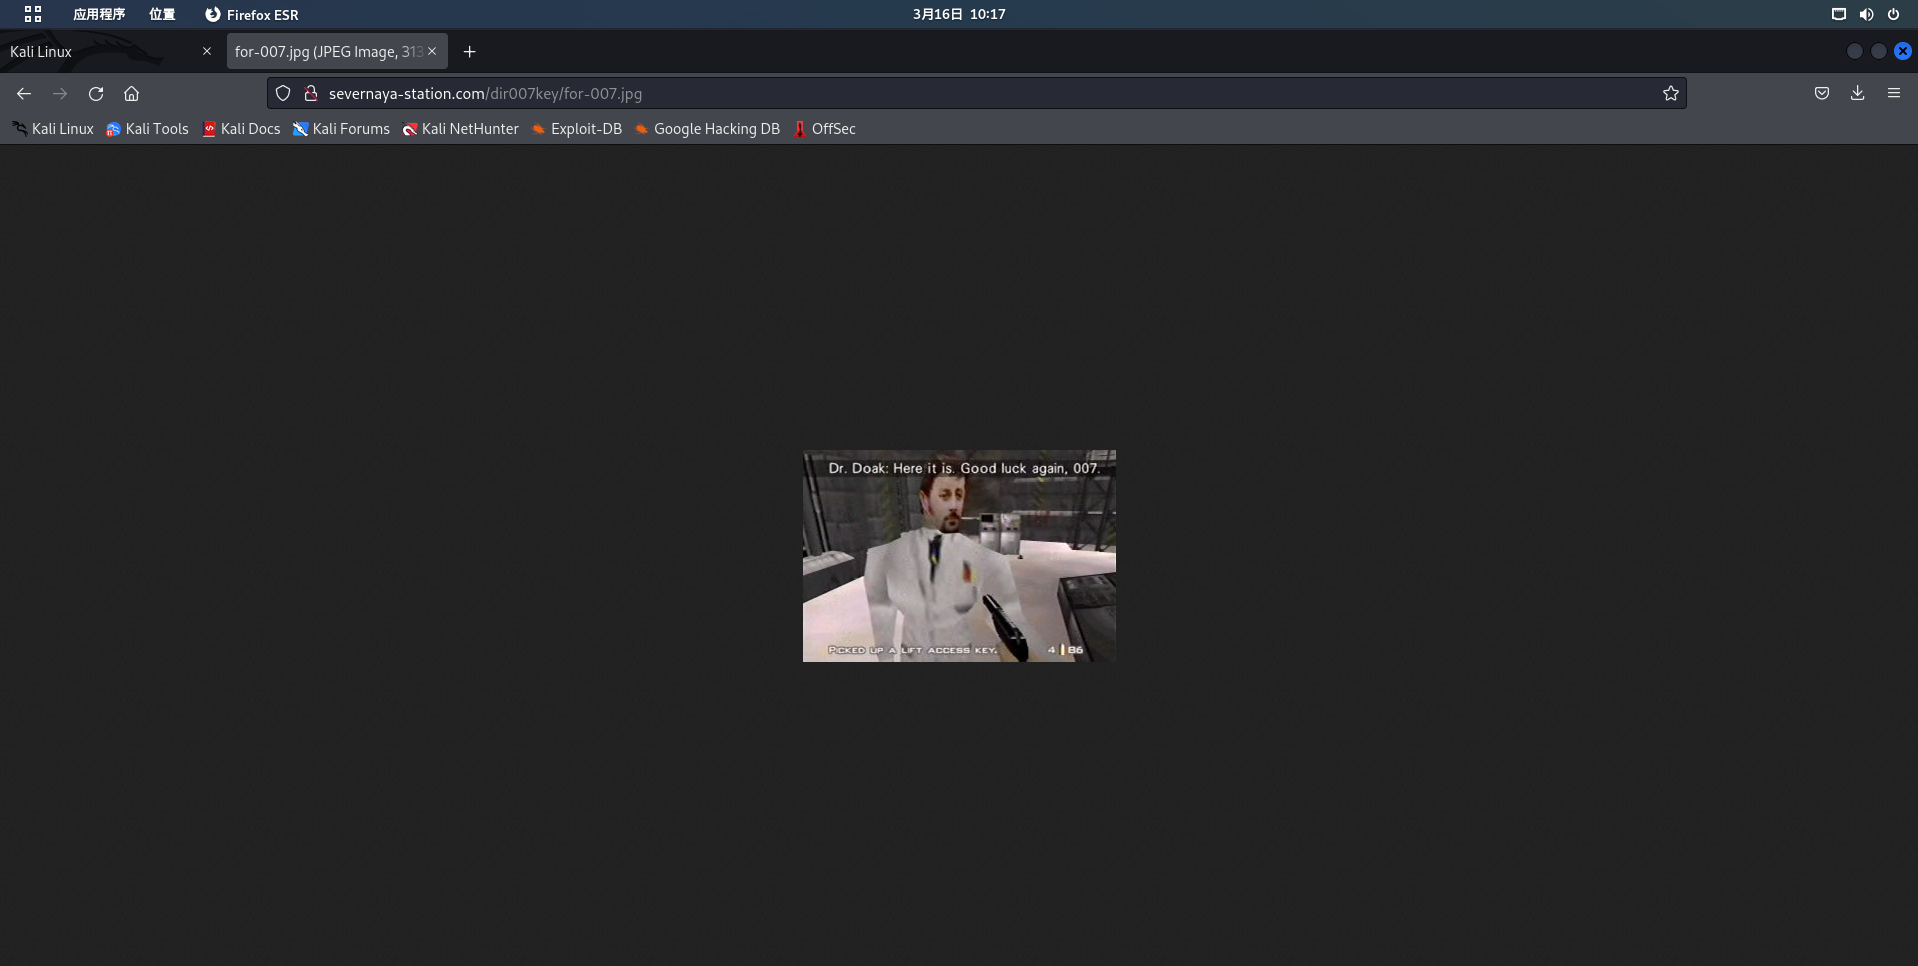 应用程序 位置 Firefox ESR 3月16日 10:17
Kali Linux for-007.jpg (JPEG Image, 313
severnaya-station.com/dir007key/for-007.jpg
Kali Linux Kali Tools Kali Docs Kali Forums Kali NetHunter Exploit-DB Google Hacking DB OffSec
Dr. Doak: Here it is. Good luck again, 007.
PICKED UP A LIFT ACCESS KEY. 4 86